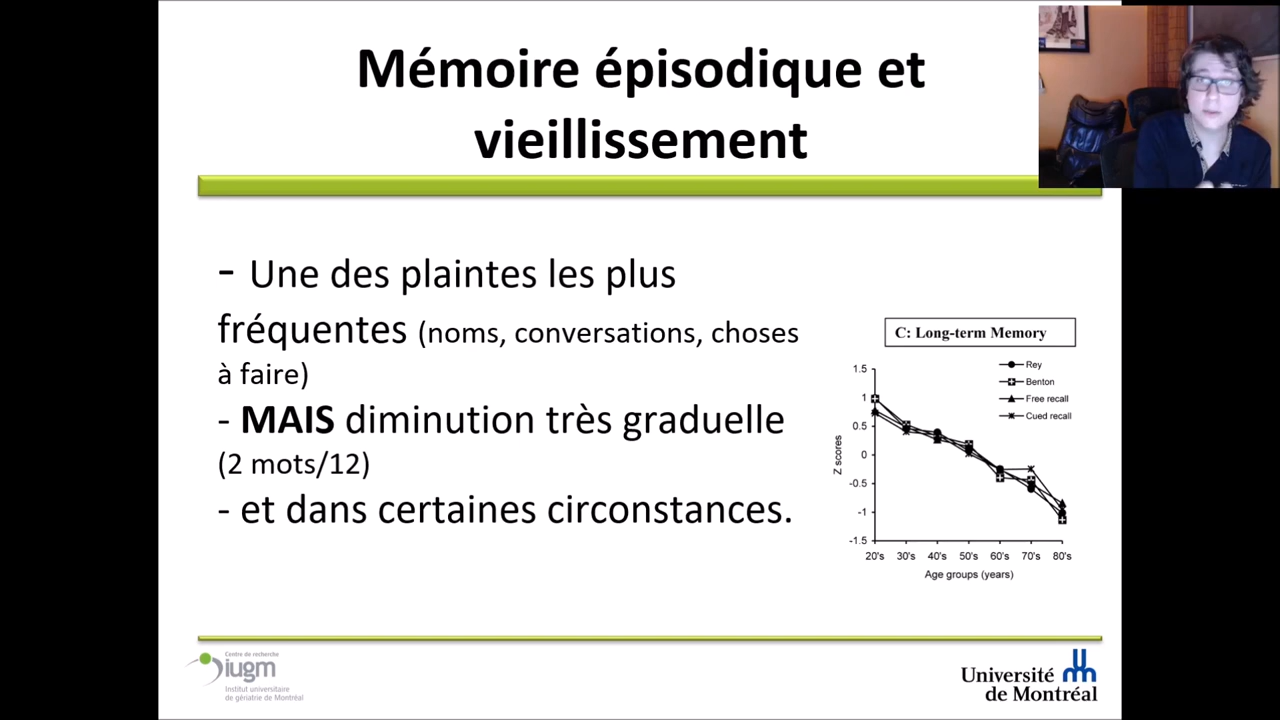 Mémoire épisodique et
vieillissement
- Une des plaintes les plus
fréquentes (noms, conversations, choses
à faire)
- MAIS diminution très graduelle
(2 mots/12)
- et dans certaines circonstances.
C: Long-term Memory
Rey
Benton
Free recall
Cued recall
1.5
1
0.5
0
-0.5
-1
-1.5
Z scores
20's 30's 40's 50's 60's 70's 80's
Age groups (years)
Centre de recherche
iugm
Institut universitaire
de gériatrie de Montréal
Université
de Montréal